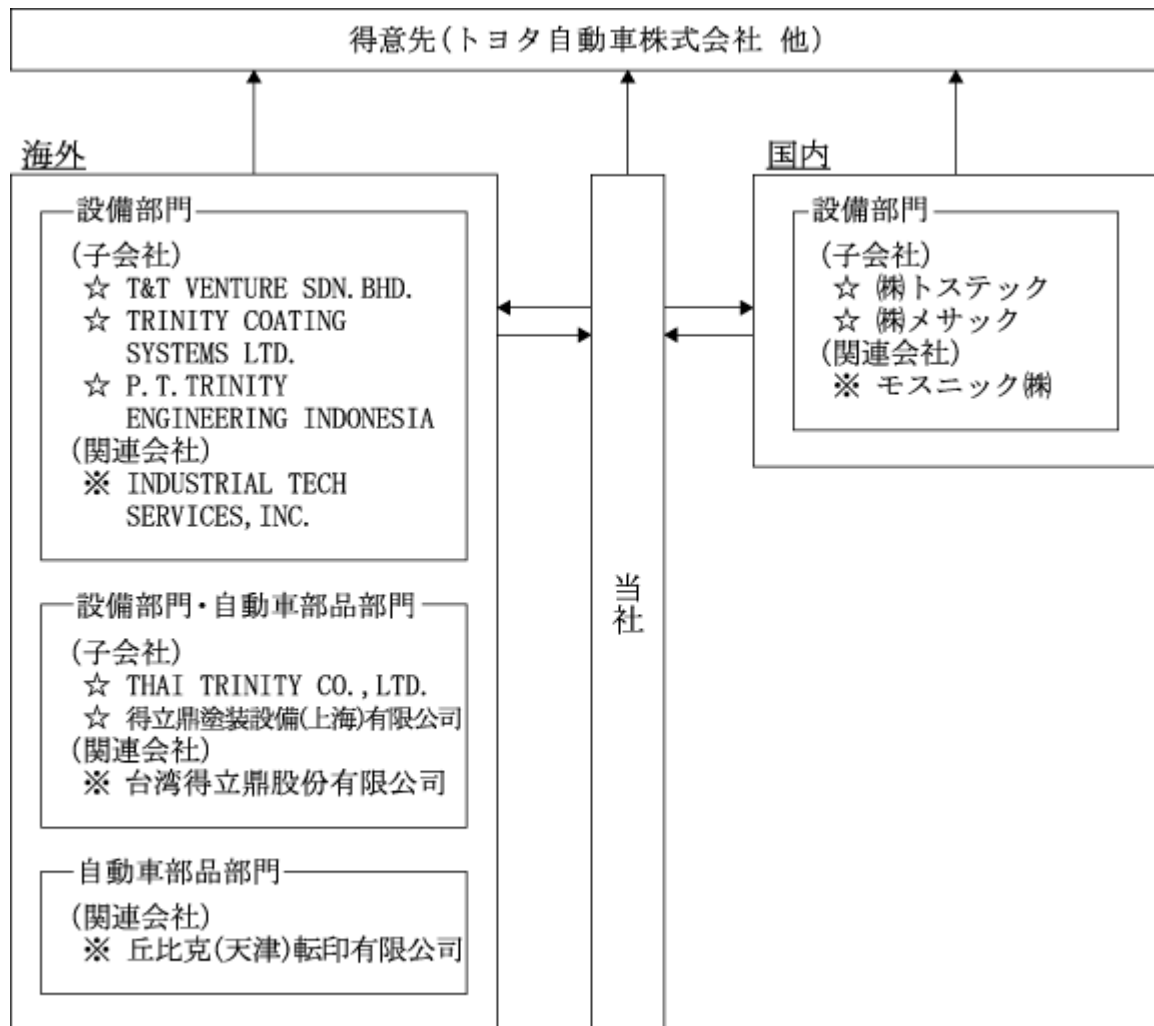 得意先(トヨタ自動車株式会社 他)
海外
設備部門
(子会社)
☆ T&T VENTURE SDN.BHD.
☆ TRINITY COATING
SYSTEMS LTD.
☆ P.T.TRINITY
ENGINEERING INDONESIA
(関連会社)
※ INDUSTRIAL TECH
SERVICES,INC.
設備部門・自動車部品部門
(子会社)
☆ THAI TRINITY CO.,LTD.
☆ 得立鼎塗装設備(上海)有限公司
(関連会社)
※ 台湾得立鼎股份有限公司
自動車部品部門
(関連会社)
※ 丘比克(天津)転印有限公司
当社
国内
設備部門
(子会社)
☆ ㈱トステック
☆ ㈱メサック
(関連会社)
※ モスニック㈱